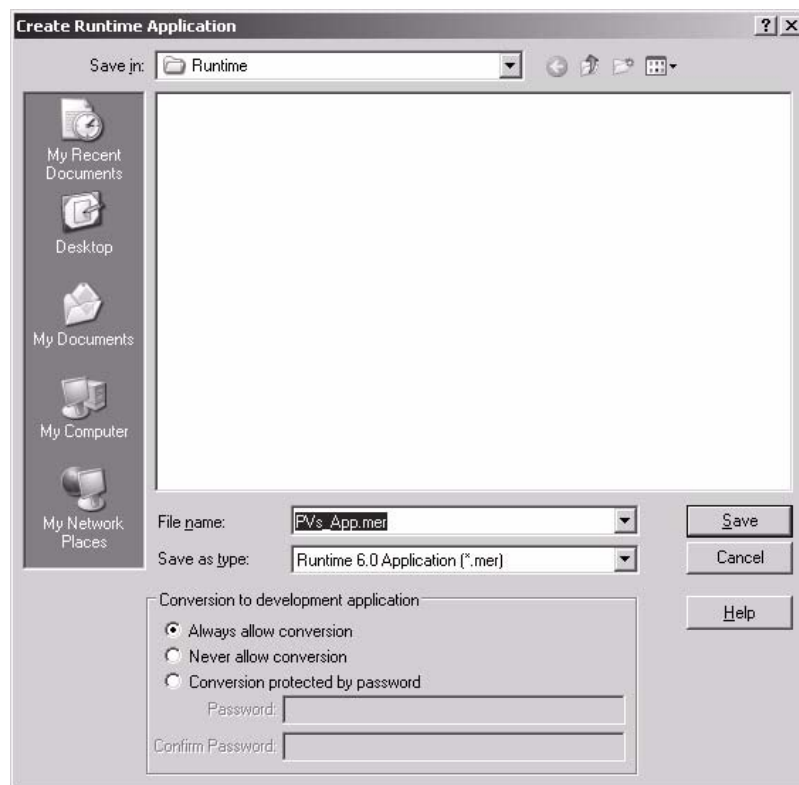 Create Runtime Application
Save in:
Runtime
My Recent
Documents
Desktop
My Documents
My Computer
My Network
Places
File name:
PVs_App.mer
Save
Save as type:
Runtime 6.0 Application (*.mer)
Cancel
Conversion to development application
Help
Always allow conversion
Never allow conversion
Conversion protected by password
Password:
Confirm Password: